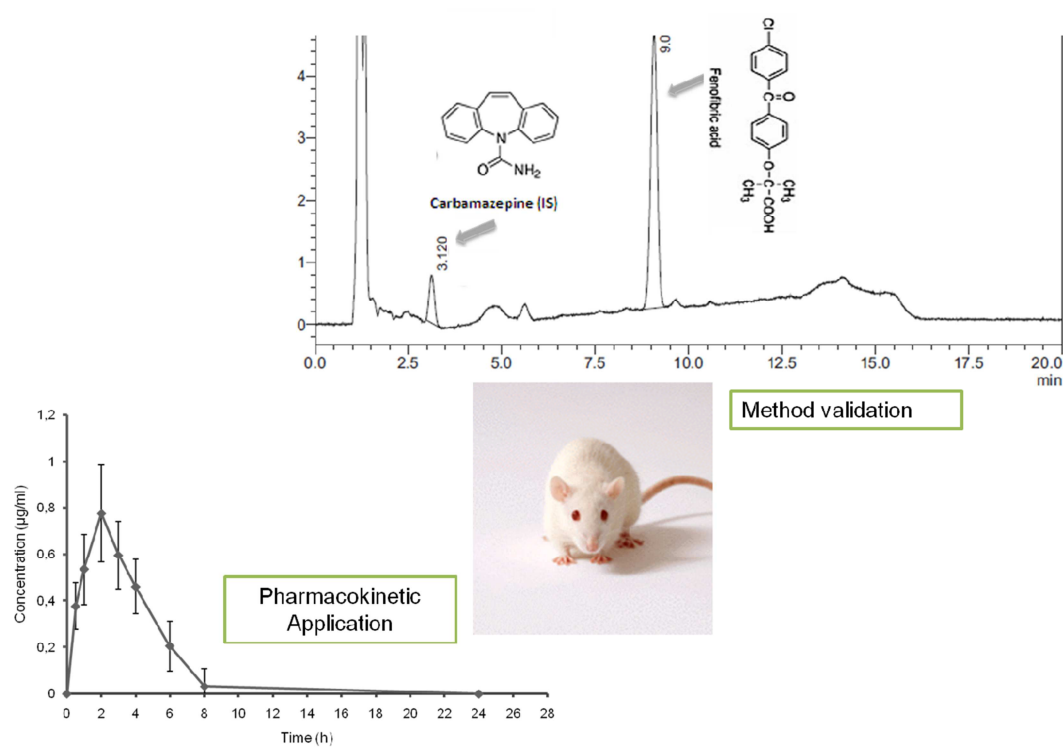 4
3
2
1
0
0.0
2.5
5.0
7.5
10.0
12.5
15.0
17.5
20.0
min
3.120
9.0
N
O
NH₂
Carbamazepine (IS)
Fenofibric acid
Cl
C=O
O
CH₃
C
CH₃
COOH
Method validation
Pharmacokinetic
Application
Concentration (µg/ml)
1,2
1
0,8
0,6
0,4
0,2
0
0
2
4
6
8
10
12
14
16
18
20
22
24
26
28
Time (h)